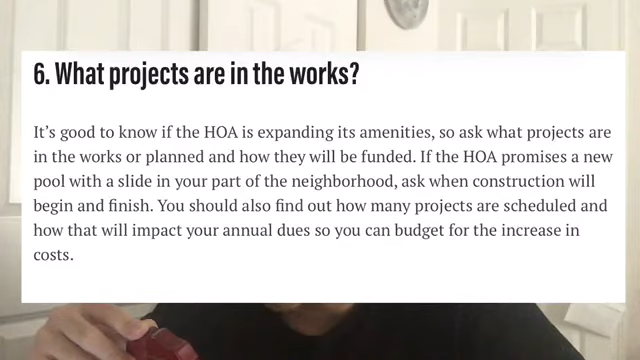 6. What projects are in the works?
It's good to know if the HOA is expanding its amenities, so ask what projects are
in the works or planned and how they will be funded. If the HOA promises a new
pool with a slide in your part of the neighborhood, ask when construction will
begin and finish. You should also find out how many projects are scheduled and
how that will impact your annual dues so you can budget for the increase in
costs.